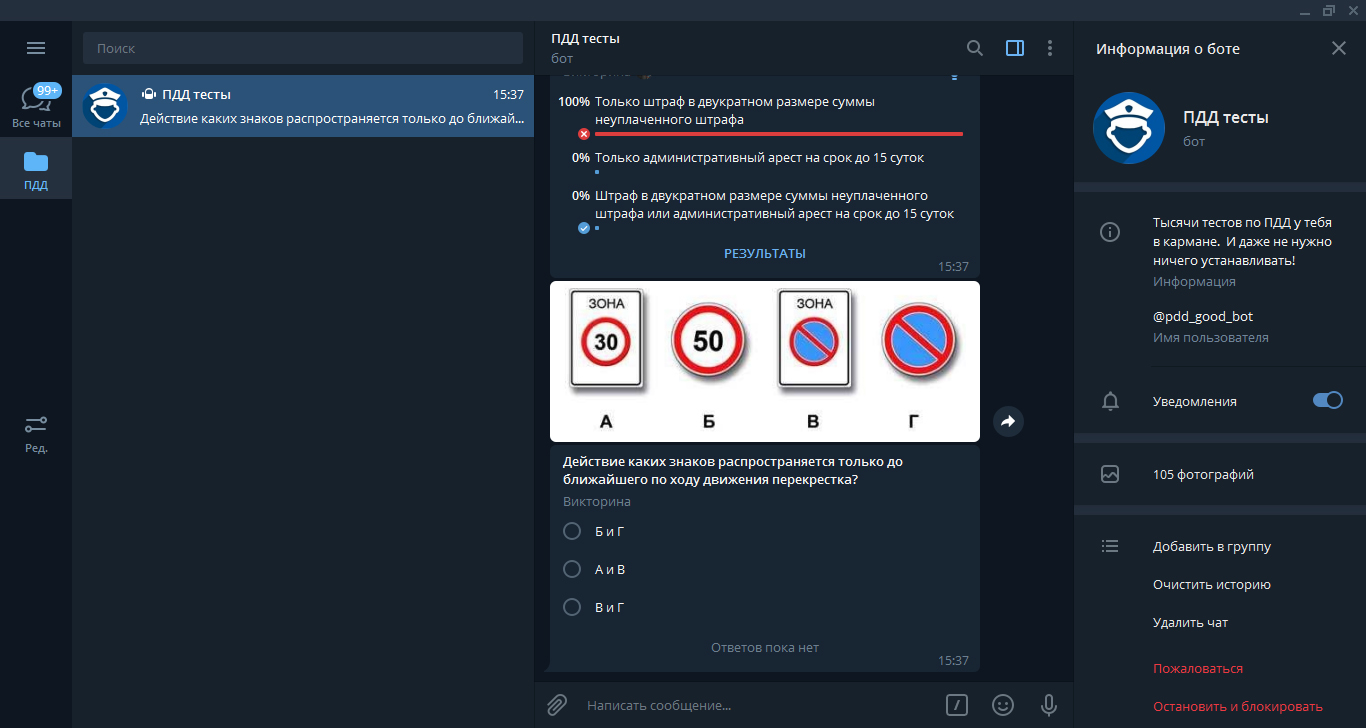 Поиск
99+
Все чаты
ПДД
Ред.
ПДД тесты
15:37
Действие каких знаков распространяется только до ближай...
ПДД тесты
бот
100% Только штраф в двукратном размере суммы
неуплаченного штрафа
0% Только административный арест на срок до 15 суток
0% Штраф в двукратном размере суммы неуплаченного
штрафа или административный арест на срок до 15 суток
РЕЗУЛЬТАТЫ
15:37
ЗОНА
30
50
ЗОНА
А
Б
В
Г
Действие каких знаков распространяется только до
ближайшего по ходу движения перекрестка?
Викторина
Б и Г
А и В
В и Г
Ответов пока нет
15:37
Написать сообщение...
Информация о боте
ПДД тесты
бот
Тысячи тестов по ПДД у тебя
в кармане. И даже не нужно
ничего устанавливать!
Информация
@pdd_good_bot
Имя пользователя
Уведомления
105 фотографий
Добавить в группу
Очистить историю
Удалить чат
Пожаловаться
Остановить и блокировать